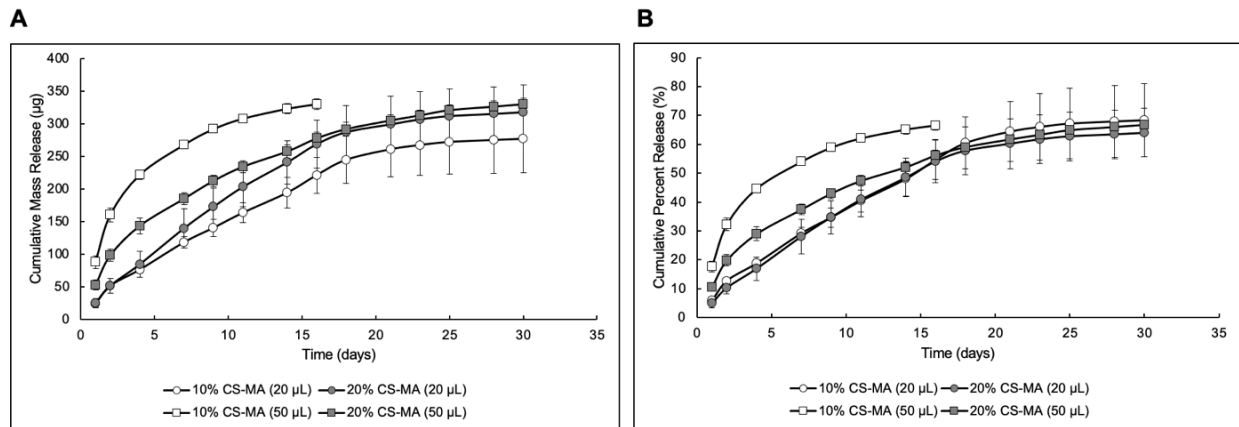 A
400
350
300
250
200
150
100
50
0
Cumulative Mass Release (µg)
0 5 10 15 20 25 30 35
Time (days)
10% CS-MA (20 µL) 20% CS-MA (20 µL)
10% CS-MA (50 µL) 20% CS-MA (50 µL)
B
90
80
70
60
50
40
30
20
10
0
Cumulative Percent Release (%)
0 5 10 15 20 25 30 35
Time (days)
10% CS-MA (20 µL) 20% CS-MA (20 µL)
10% CS-MA (50 µL) 20% CS-MA (50 µL)